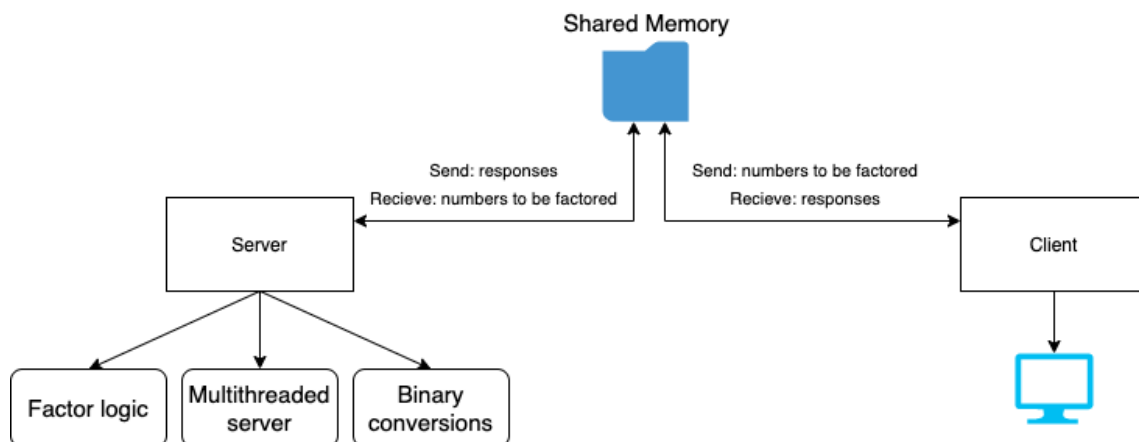 Shared Memory
Send: responses
Recieve: numbers to be factored
Send: numbers to be factored
Recieve: responses
Server
Client
Factor logic
Multithreaded
server
Binary
conversions